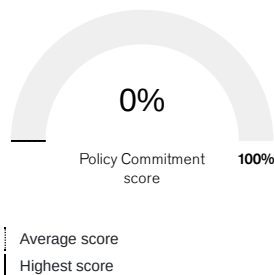 0%
Policy Commitment 100%
score
Average score
Highest score